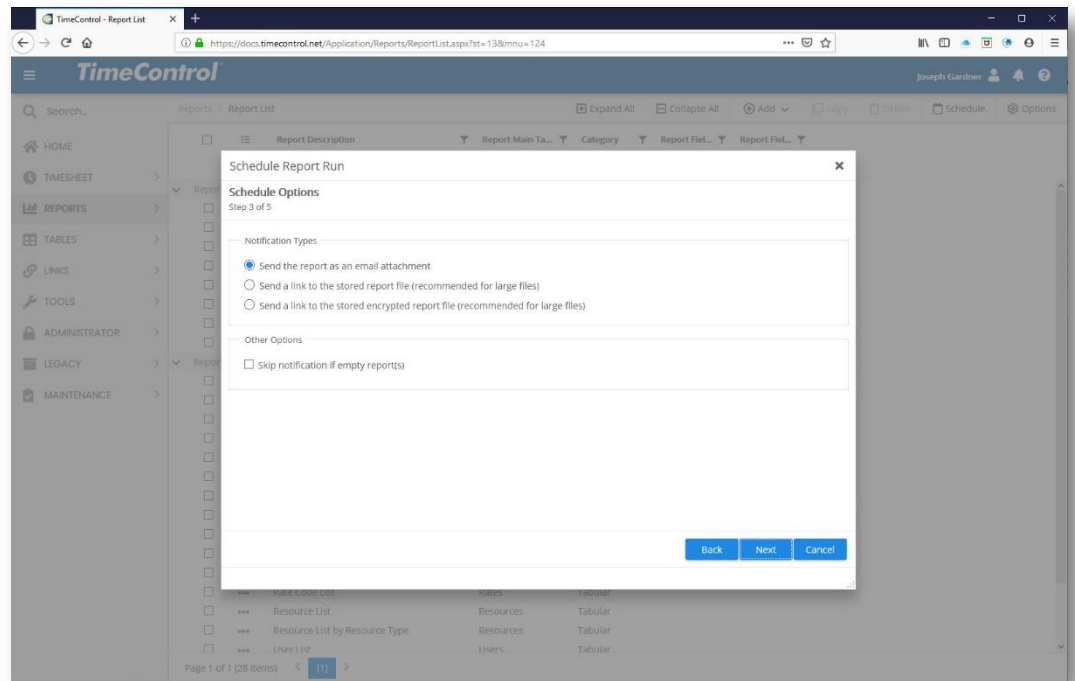 TimeControl - Report List
https://docs.timecontrol.net/Application/Reports/ReportList.aspx?st=13&mnu=124
TimeControl
Joseph Gardner
Search...
Reports > Report List
Expand All
Collapse All
Add
Copy
Delete
Schedule
Options
HOME
TIMESHEET
REPORTS
TABLES
LINKS
TOOLS
ADMINISTRATOR
LEGACY
MAINTENANCE
Report Description
Report Main Ta...
Category
Report Fiel...
Report Fiel...
Repor
Repor
Schedule Report Run
Schedule Options
Step 3 of 5
Notification Types
Send the report as an email attachment
Send a link to the stored report file (recommended for large files)
Send a link to the stored encrypted report file (recommended for large files)
Other Options
Skip notification if empty report(s)
Back
Next
Cancel
Rate Code List Rates Tabular
Resource List Resources Tabular
Resource List by Resource Type Resources Tabular
User List Users Tabular
Page 1 of 1 (28 items) [1]